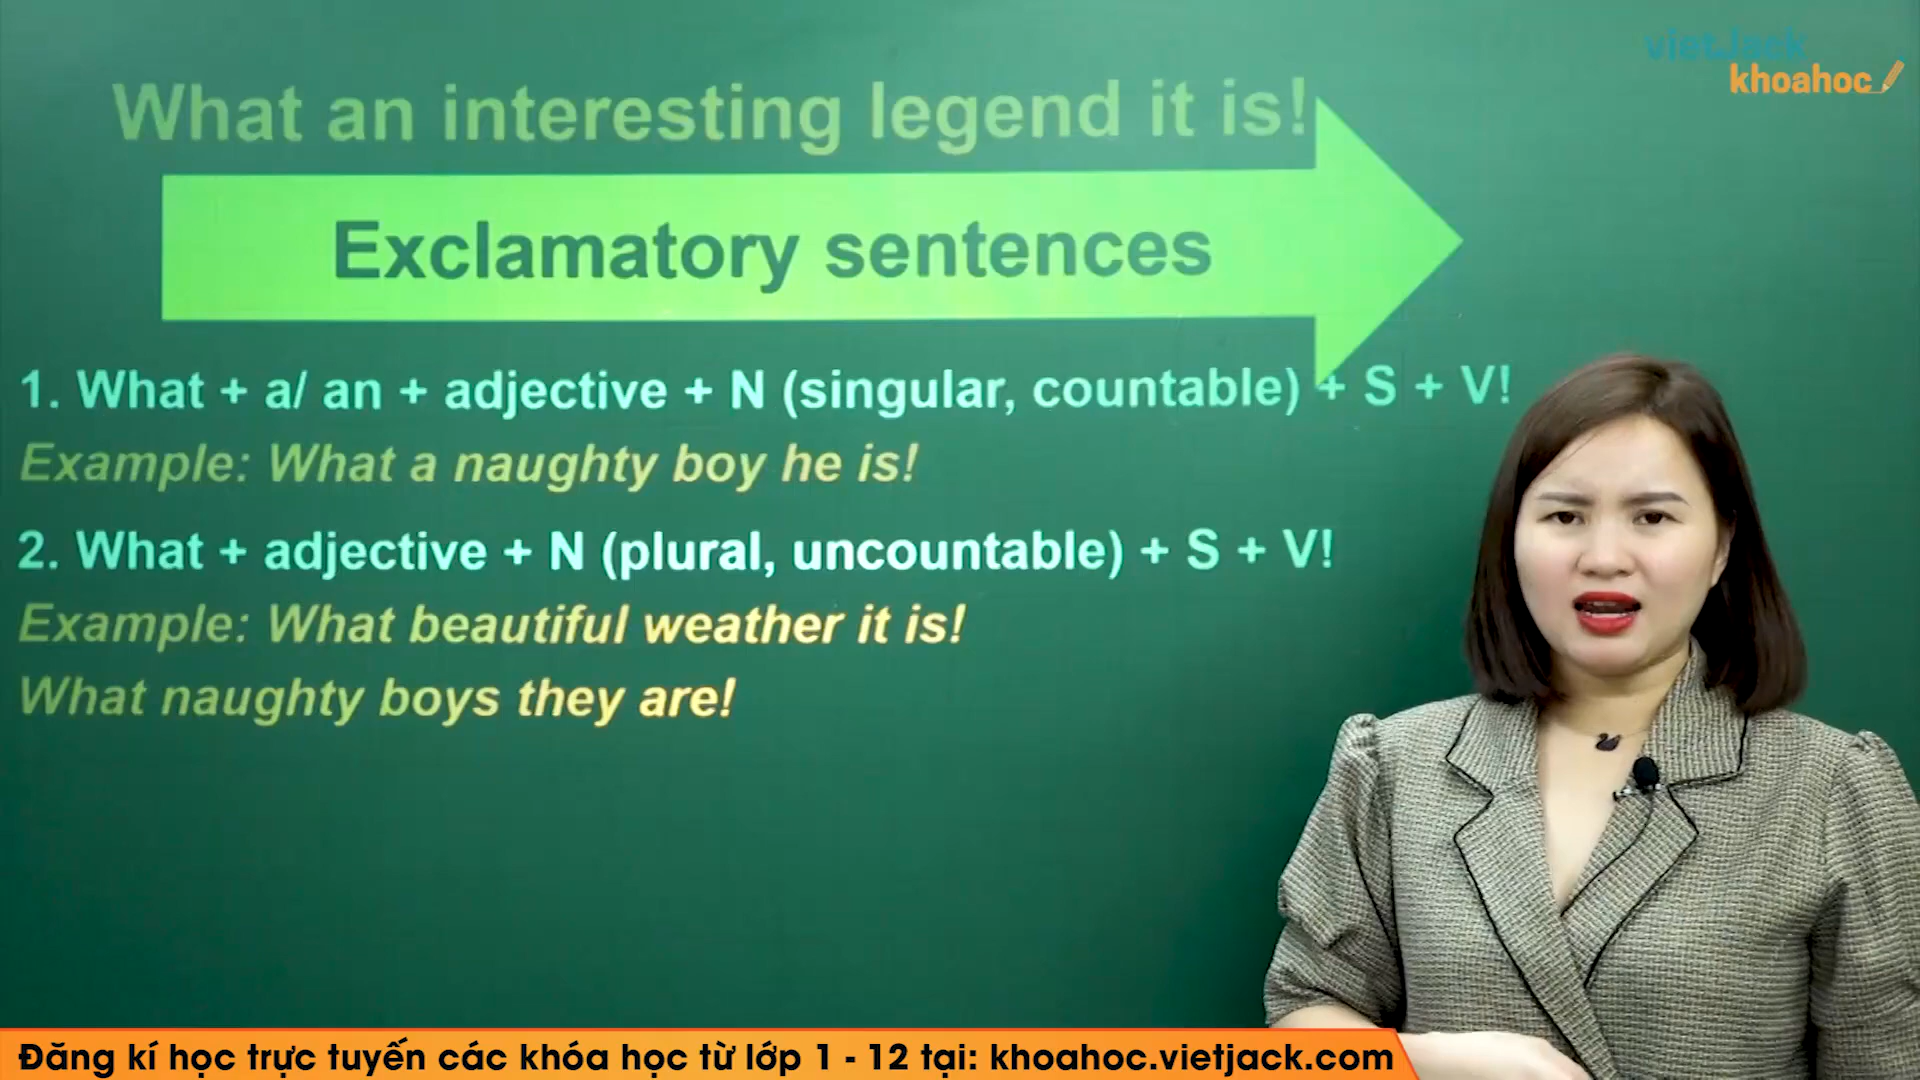 vietJack
khoahoc
What an interesting legend it is!
Exclamatory sentences
1. What + a/ an + adjective + N (singular, countable) + S + V!
Example: What a naughty boy he is!
2. What + adjective + N (plural, uncountable) + S + V!
Example: What beautiful weather it is!
What naughty boys they are!
Đăng kí học trực tuyến các khóa học từ lớp 1 - 12 tại: khoahoc.vietjack.com